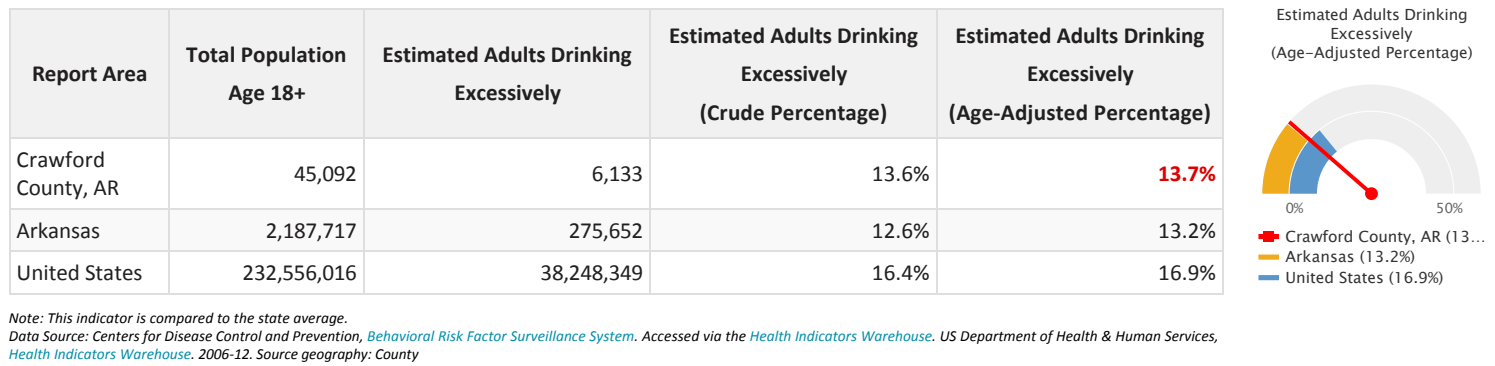 Report Area
Total Population
Age 18+
Estimated Adults Drinking
Excessively
Estimated Adults Drinking
Excessively
(Crude Percentage)
Estimated Adults Drinking
Excessively
(Age-Adjusted Percentage)
Crawford
County, AR
45,092
6,133
13.6%
13.7%
Arkansas
2,187,717
275,652
12.6%
13.2%
United States
232,556,016
38,248,349
16.4%
16.9%
Note: This indicator is compared to the state average.
Data Source: Centers for Disease Control and Prevention, Behavioral Risk Factor Surveillance System. Accessed via the Health Indicators Warehouse. US Department of Health & Human Services,
Health Indicators Warehouse. 2006-12. Source geography: County
Estimated Adults Drinking
Excessively
(Age-Adjusted Percentage)
0%
50%
Crawford County, AR (13...
Arkansas (13.2%)
United States (16.9%)